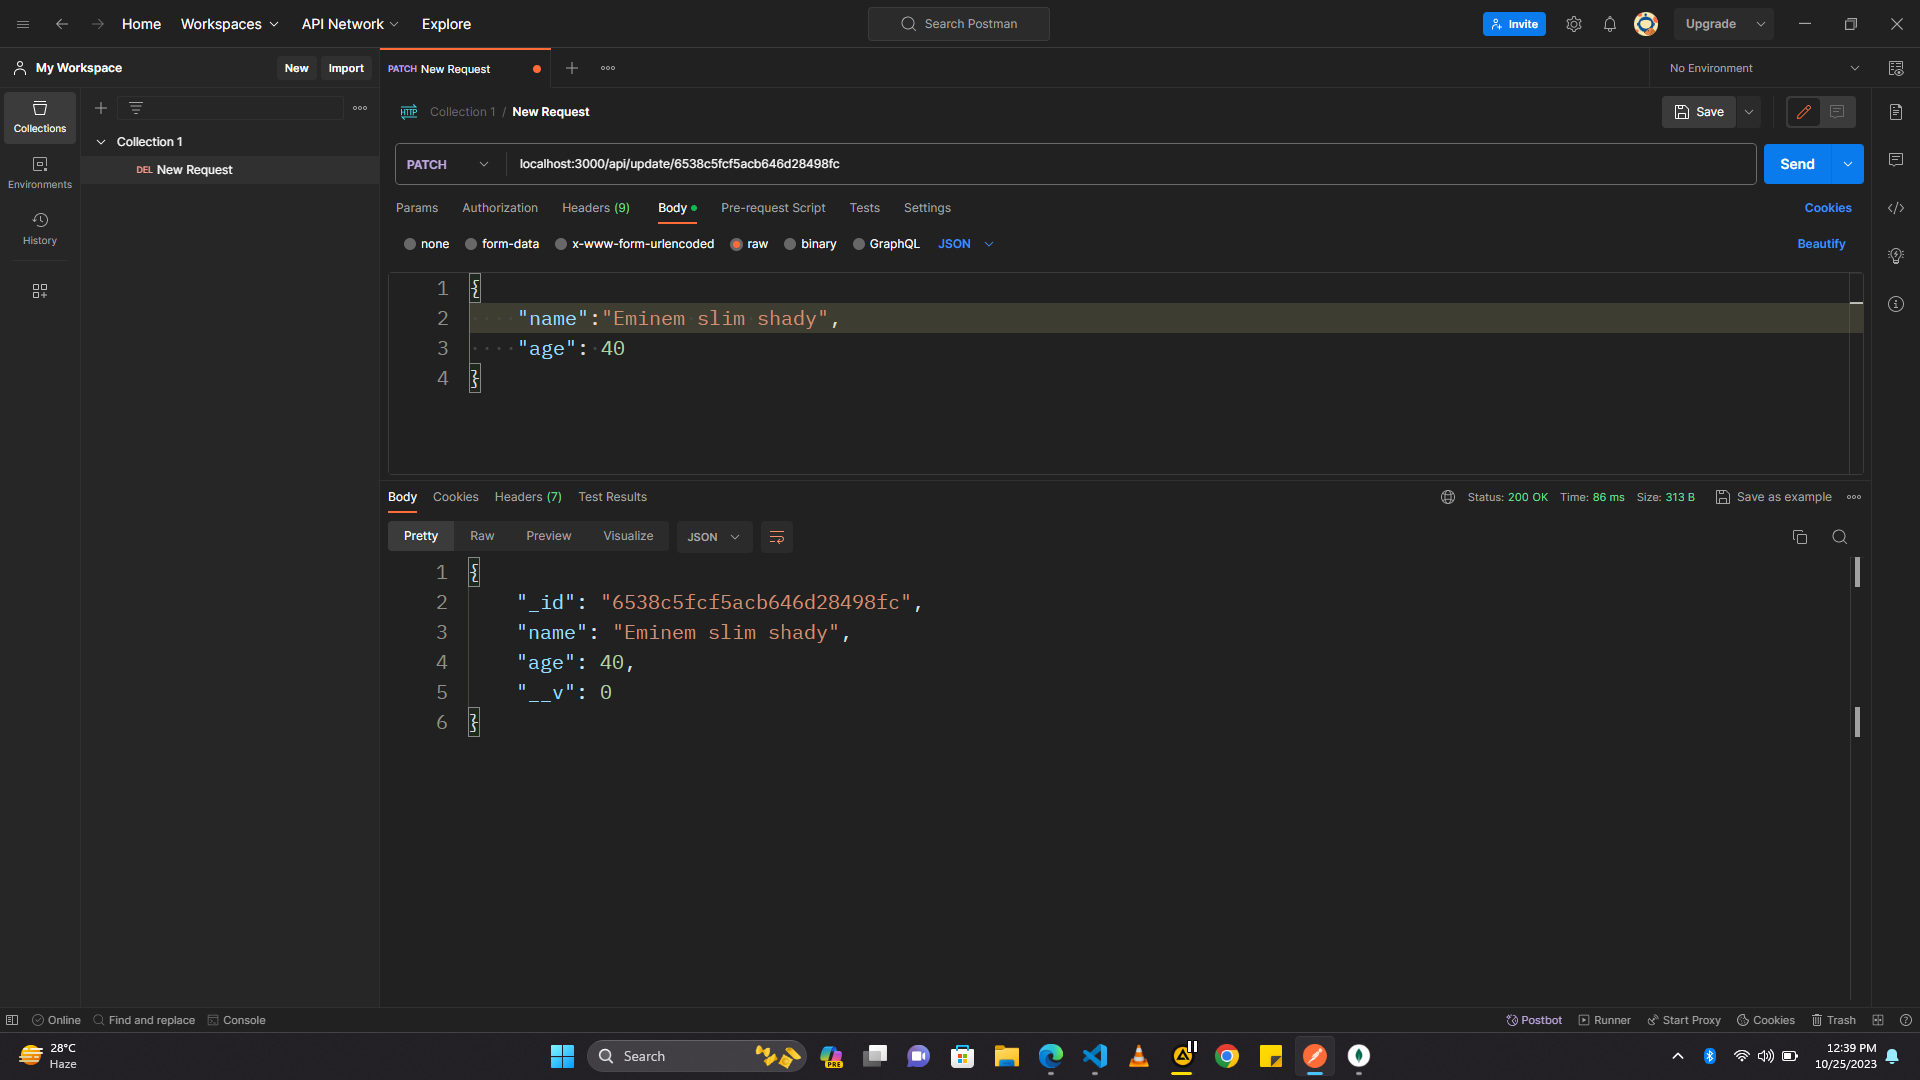 Home Workspaces API Network Explore Search Postman Invite Upgrade
My Workspace New Import PATCH New Request No Environment
Collections
Collection 1 / New Request Save
Collection 1
PATCH localhost:3000/api/update/6538c5fcf5acb646d28498fc Send
DEL New Request
Environments
Params Authorization Headers (9) Body Pre-request Script Tests Settings Cookies
History
none form-data x-www-form-urlencoded raw binary GraphQL JSON Beautify
1 {
2 "name":"Eminem slim shady",
3 "age": 40
4 }
Body Cookies Headers (7) Test Results Status: 200 OK Time: 86 ms Size: 313 B Save as example
Pretty Raw Preview Visualize JSON
1 {
2 "_id": "6538c5fcf5acb646d28498fc",
3 "name": "Eminem slim shady",
4 "age": 40,
5 "__v": 0
6 }
Online Find and replace Console Postbot Runner Start Proxy Cookies Trash
28°C
Haze
Search
PRE
12:39 PM
10/25/2023